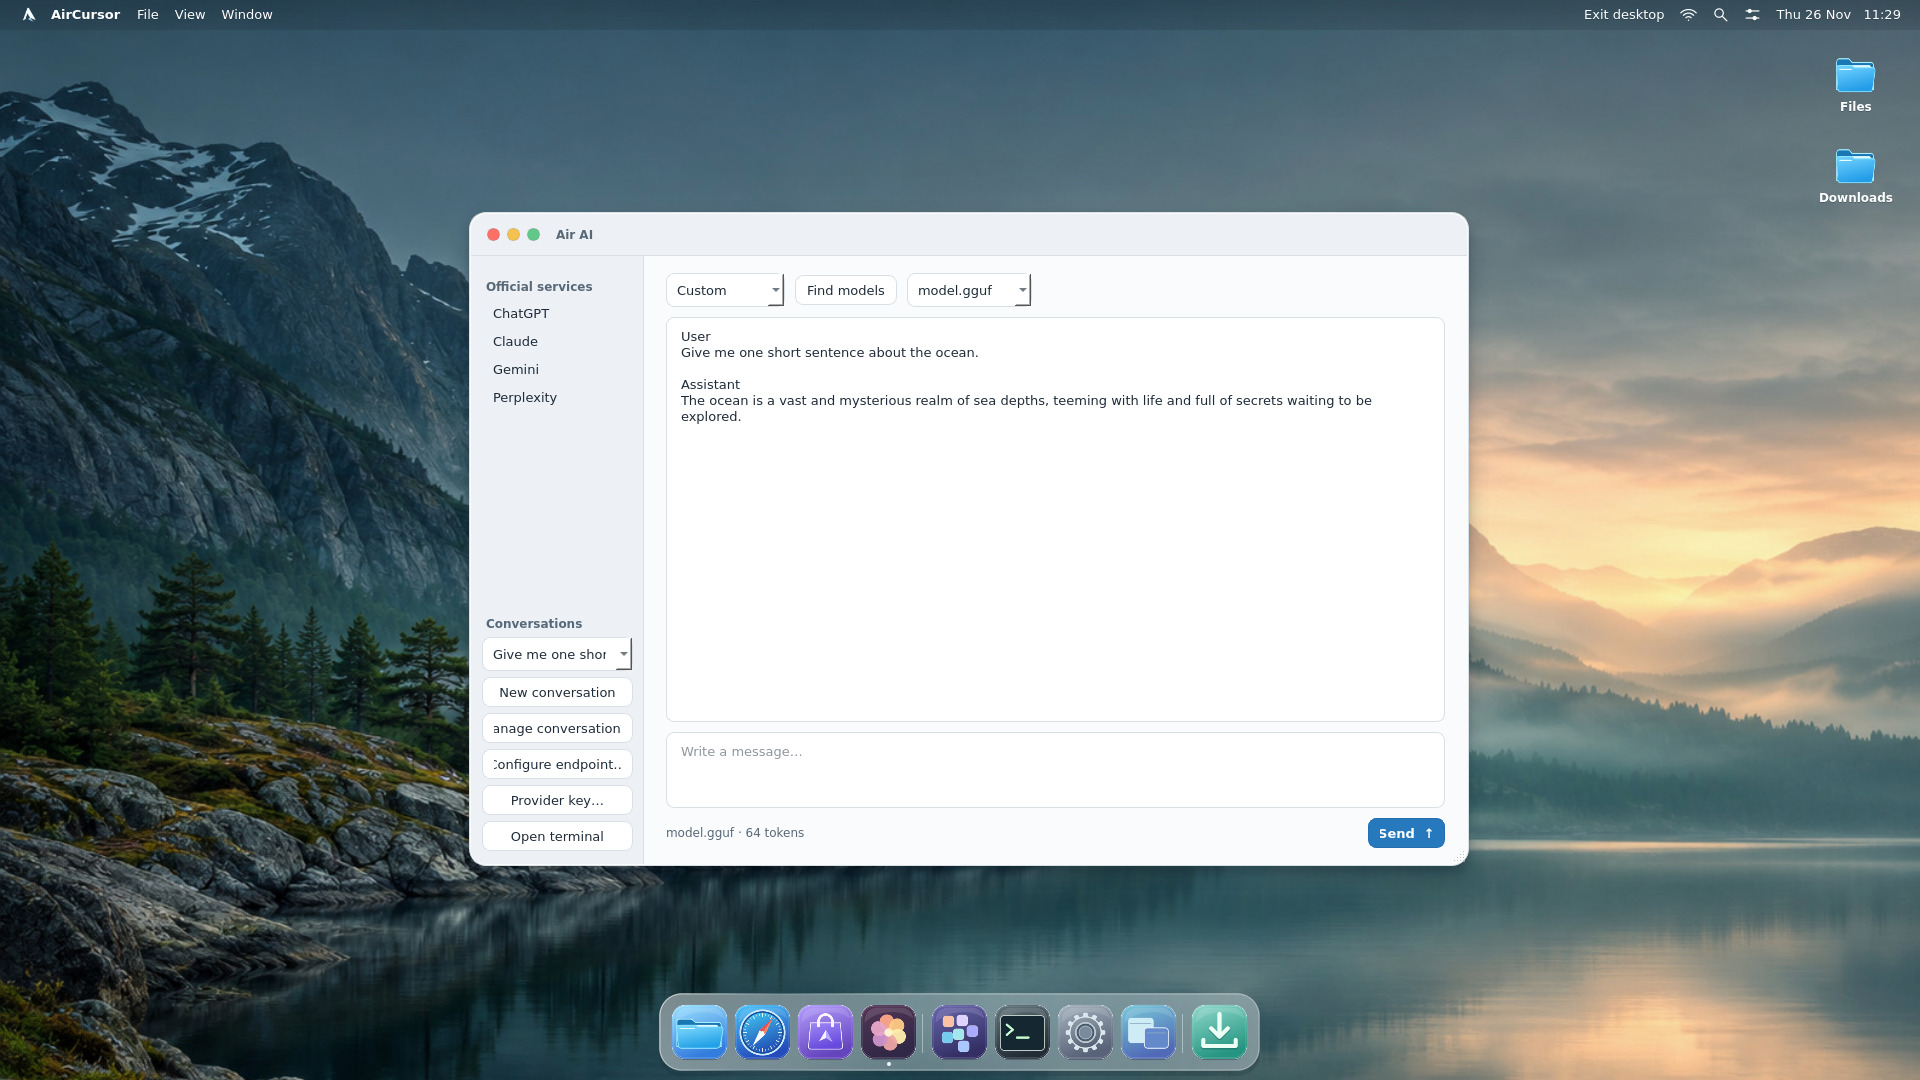 AirCursor File View Window
Exit desktop Thu 26 Nov 11:29
Files
Downloads
Air AI
Official services
ChatGPT
Claude
Gemini
Perplexity
Conversations
Give me one shor
New conversation
anage conversation
Configure endpoint..
Provider key...
Open terminal
Custom Find models model.gguf
User
Give me one short sentence about the ocean.
Assistant
The ocean is a vast and mysterious realm of sea depths, teeming with life and full of secrets waiting to be
explored.
Write a message...
model.gguf · 64 tokens
Send ↑